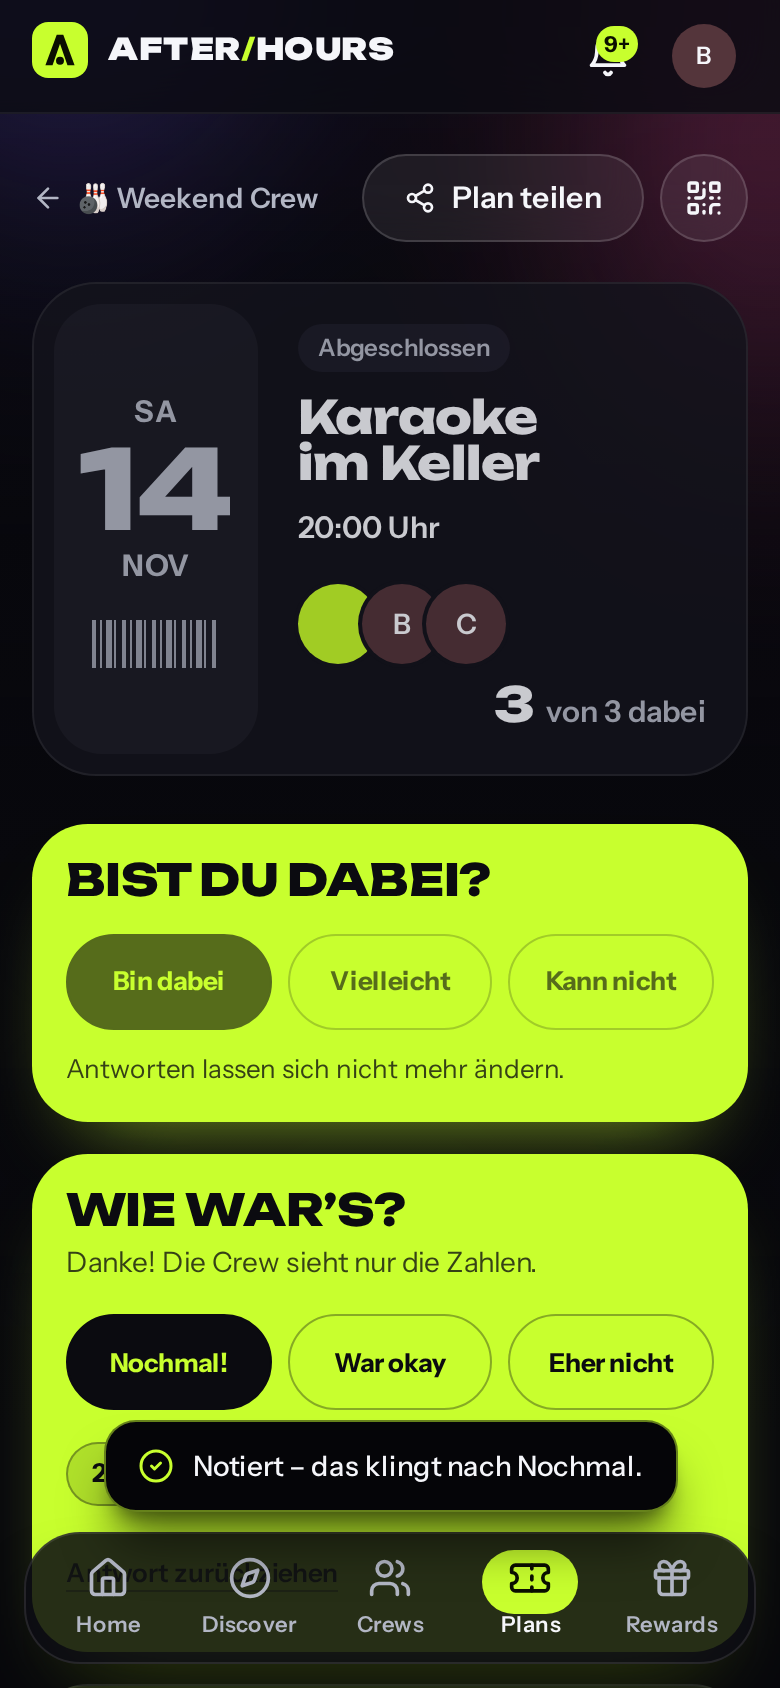 AFTER/HOURS
9+
B
Weekend Crew
Plan teilen
SA
14
NOV
Abgeschlossen
Karaoke
im Keller
20:00 Uhr
B
C
3 von 3 dabei
BIST DU DABEI?
Bin dabei
Vielleicht
Kann nicht
Antworten lassen sich nicht mehr ändern.
WIE WAR’S?
Danke! Die Crew sieht nur die Zahlen.
Nochmal!
War okay
Eher nicht
Notiert – das klingt nach Nochmal.
Antwort zurückziehen
Home
Discover
Crews
Plans
Rewards